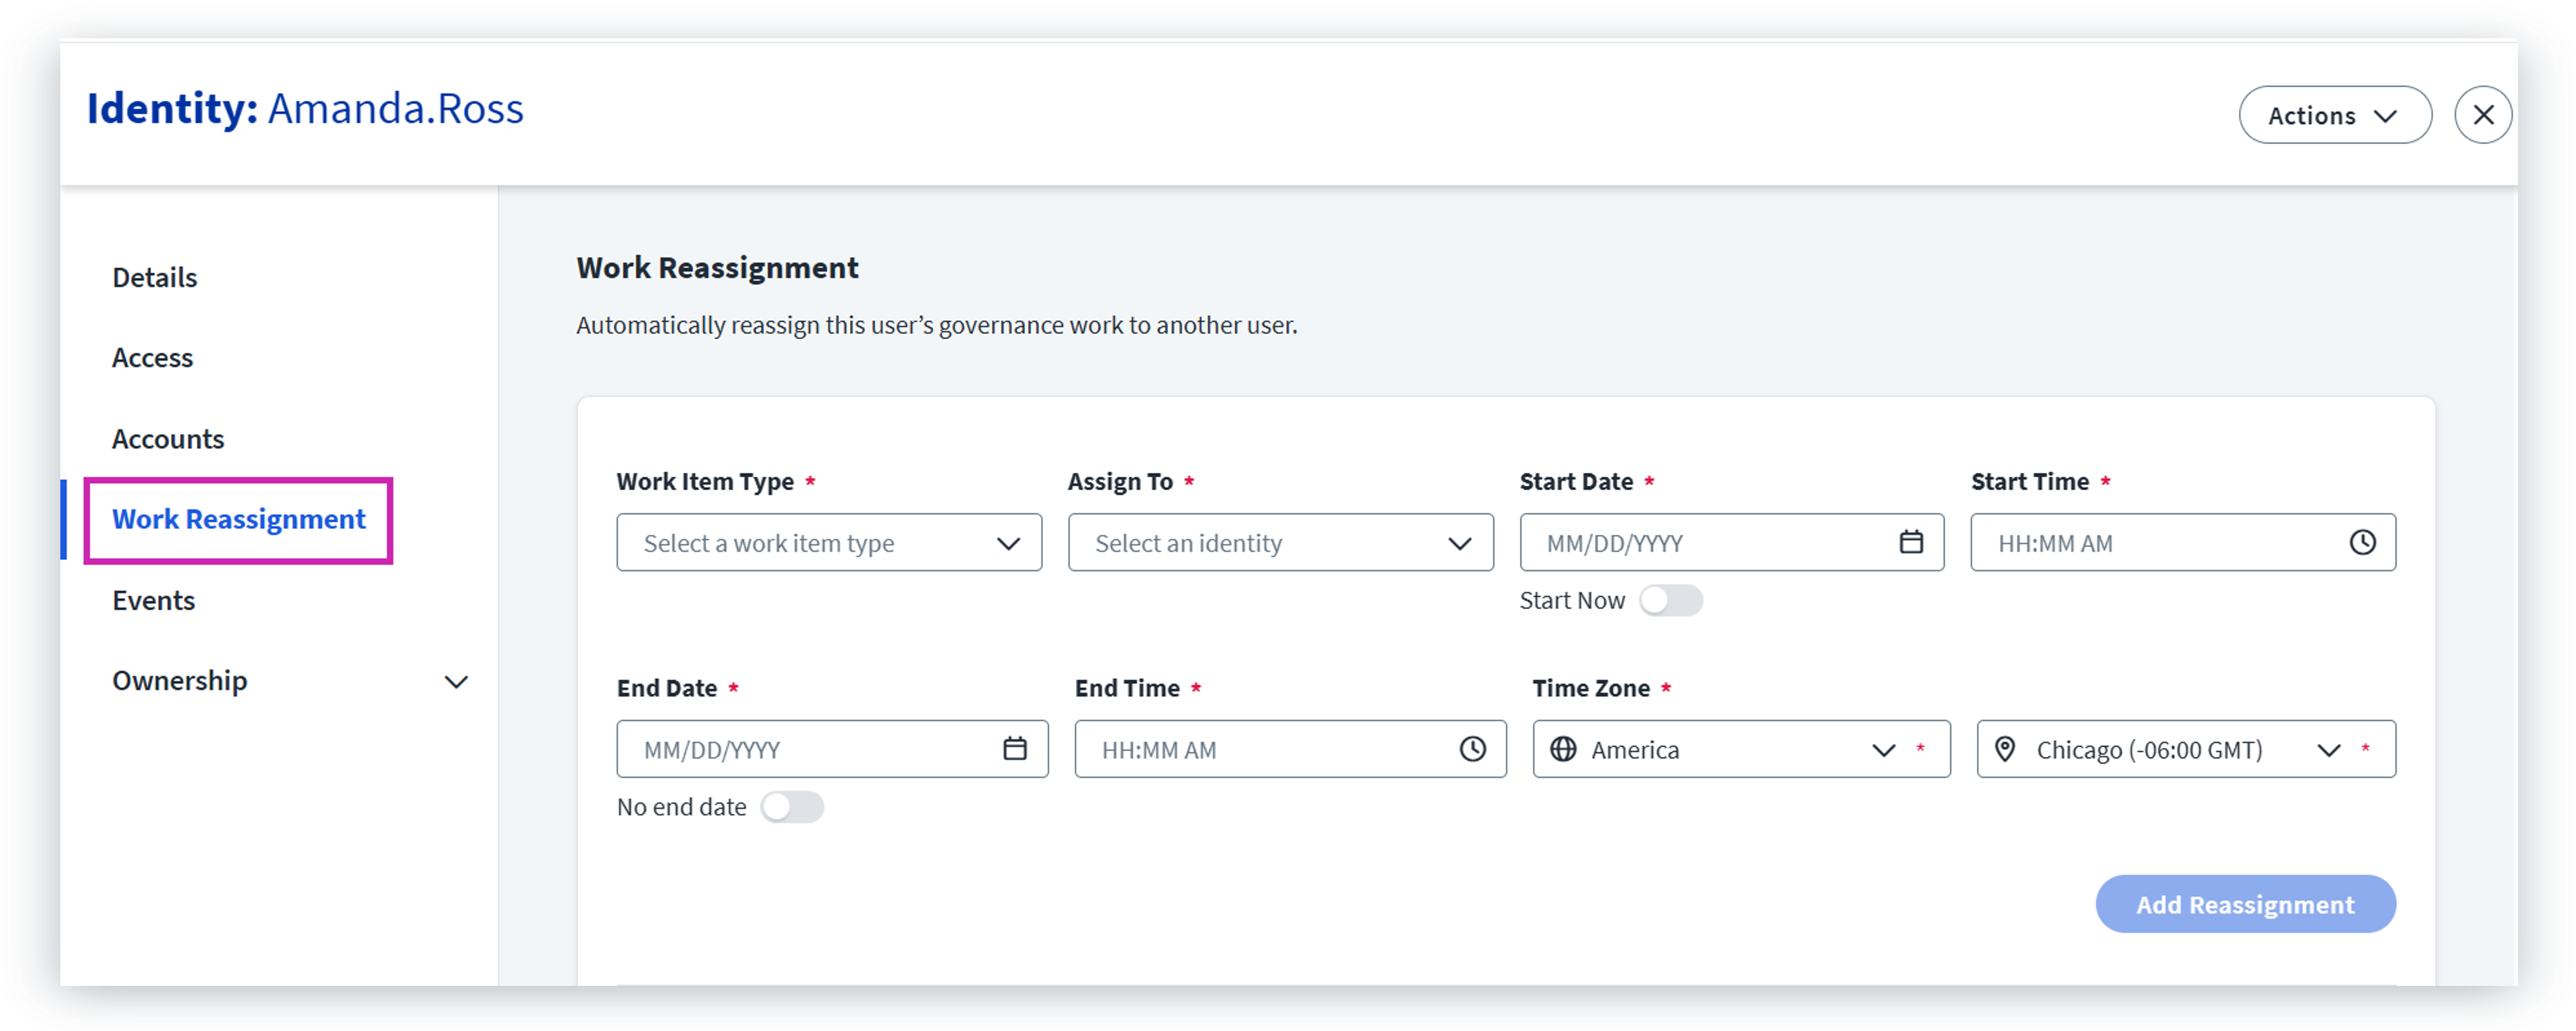 Identity: Amanda.Ross
Actions
Details
Access
Accounts
Work Reassignment
Events
Ownership
Work Reassignment
Automatically reassign this user’s governance work to another user.
Work Item Type * Assign To * Start Date * Start Time *
Select a work item type Select an identity MM/DD/YYYY HH:MM AM
Start Now
End Date * End Time * Time Zone *
MM/DD/YYYY HH:MM AM America * Chicago (-06:00 GMT) *
No end date
Add Reassignment